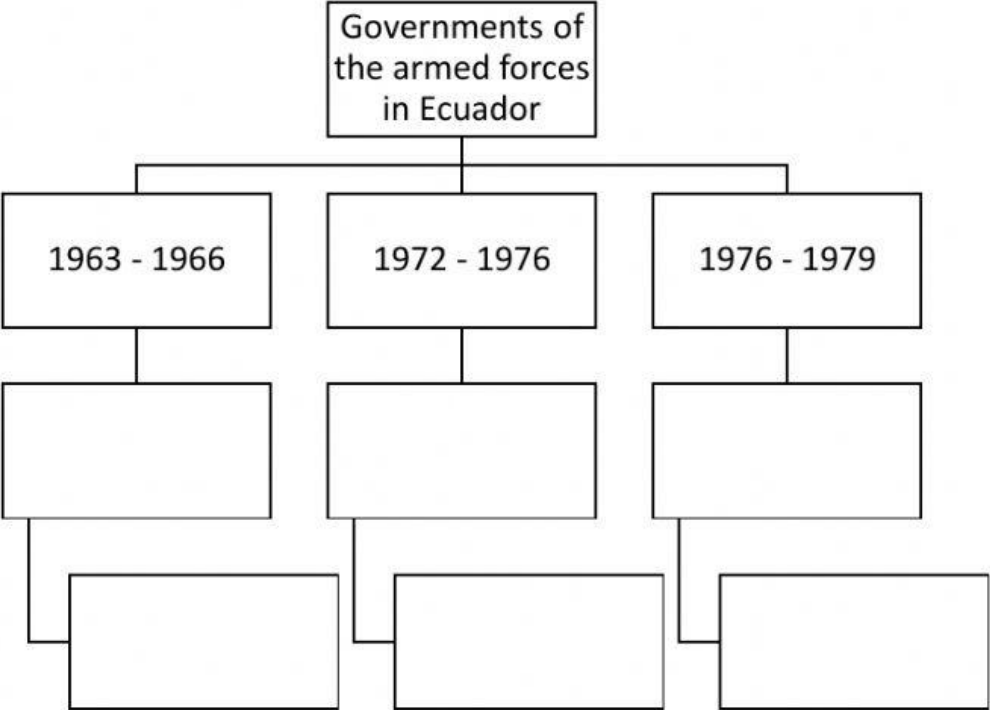 Governments of
the armed forces
in Ecuador
1963 - 1966
1972 - 1976
1976 - 1979